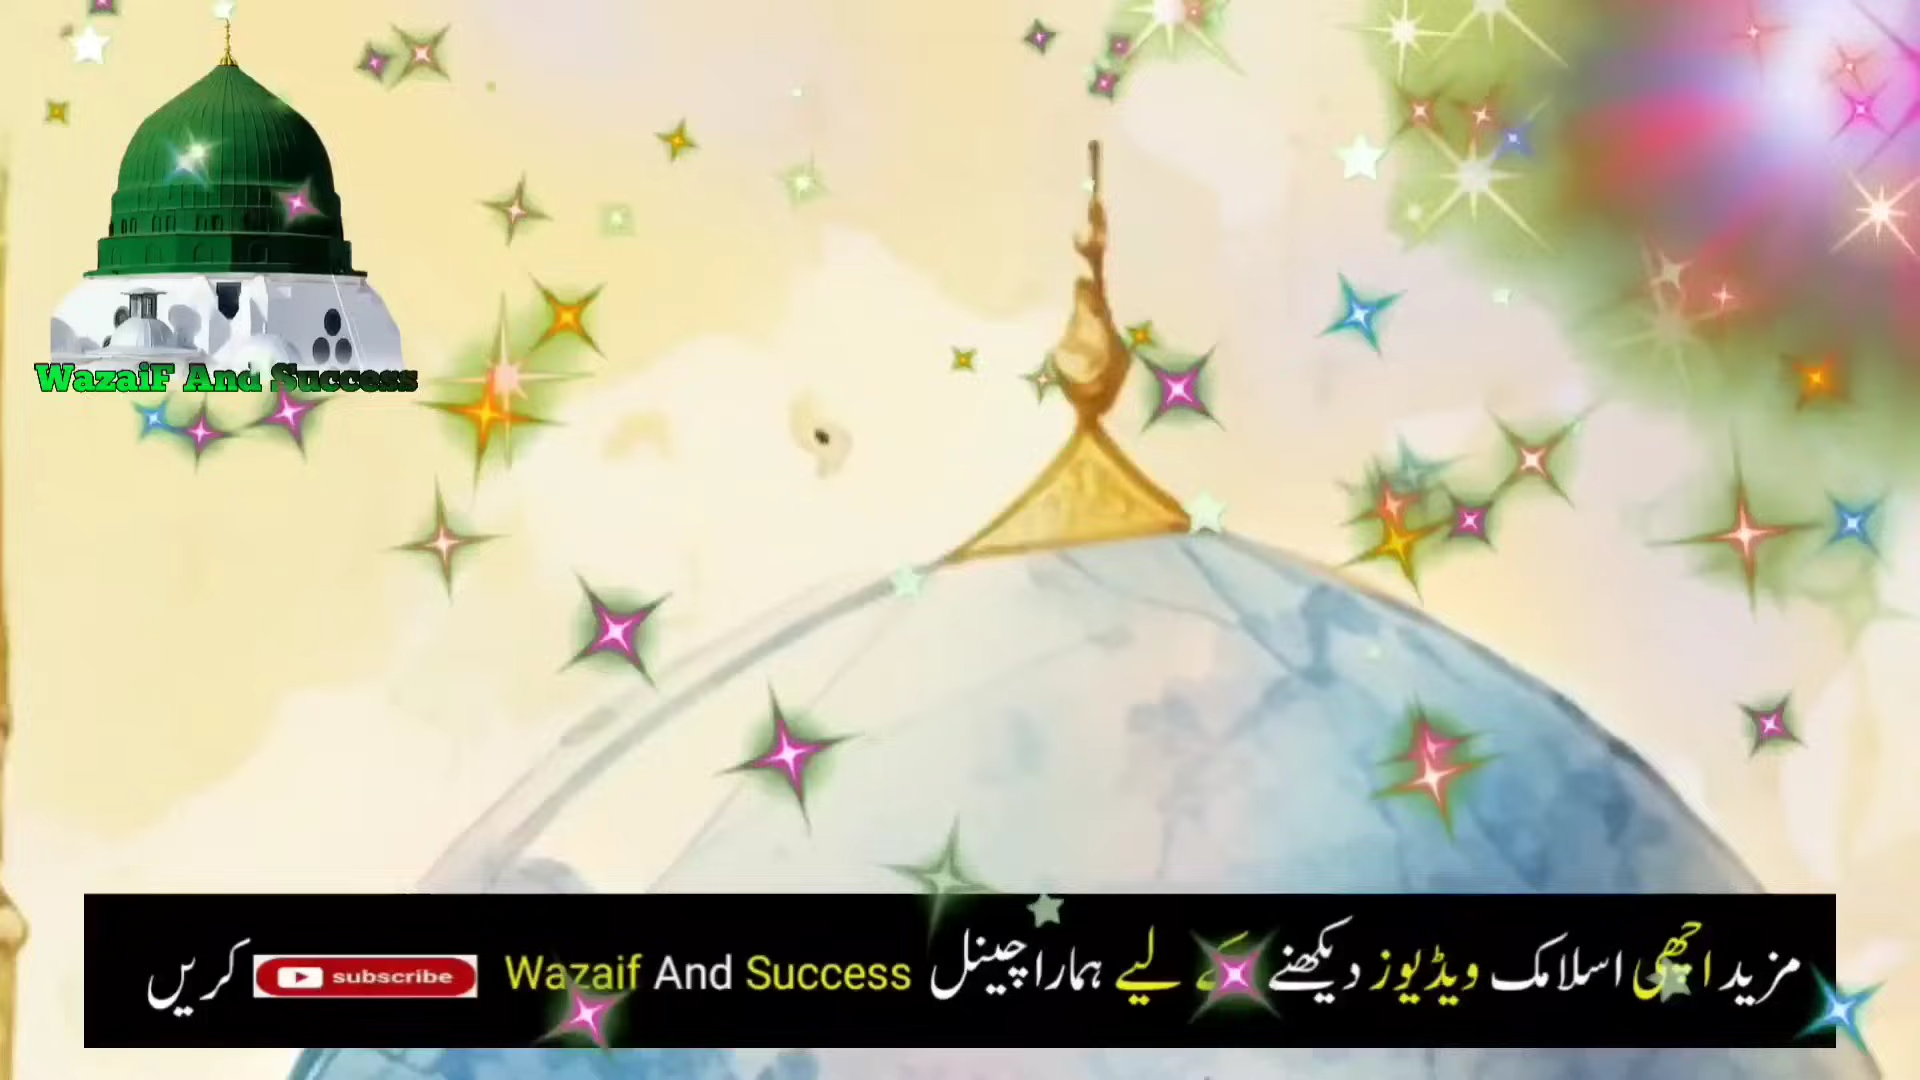 WazaiF And Success
مزید اچھی اسلامک ویڈیوز دیکھنے کے لیے ہمارا چینل Wazaif And Success subscribe کریں